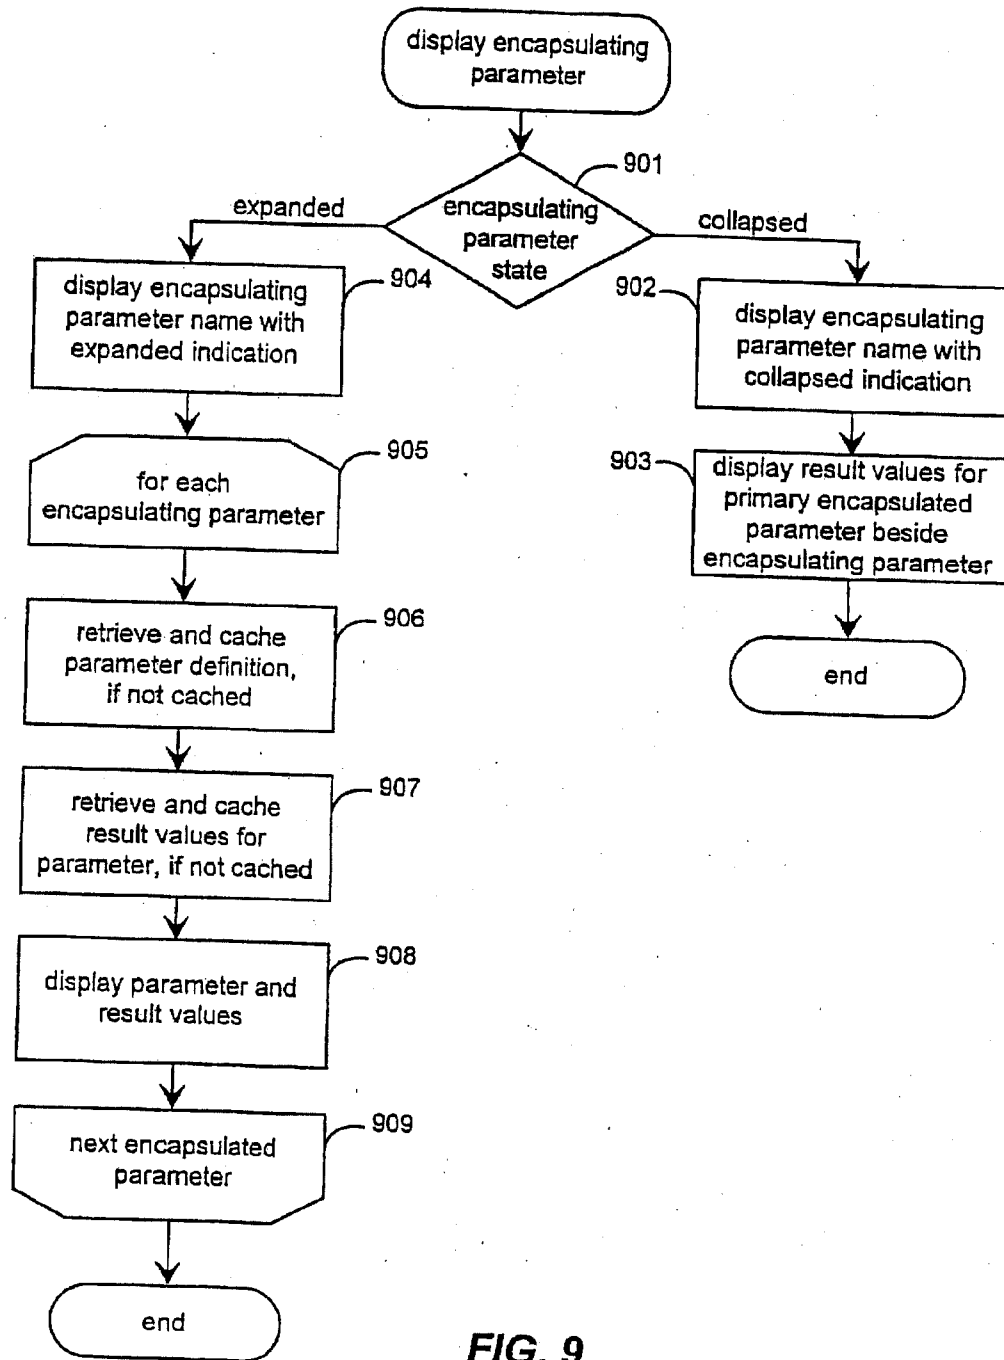 display encapsulating
parameter
901
encapsulating
parameter
state
expanded
collapsed
904
display encapsulating
parameter name with
expanded indication
902
display encapsulating
parameter name with
collapsed indication
905
for each
encapsulating parameter
903
display result values for
primary encapsulated
parameter beside
encapsulating parameter
906
retrieve and cache
parameter definition,
if not cached
end
907
retrieve and cache
result values for
parameter, if not cached
908
display parameter and
result values
909
next encapsulated
parameter
end
FIG. 9